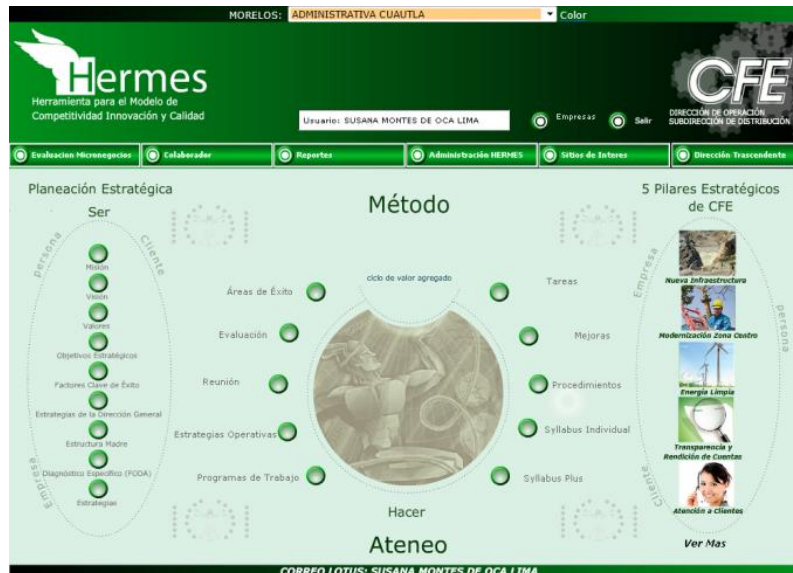 MORELOS: ADMINISTRATIVA CUAUTLA Color
Hermes
Herramienta para el Modelo de
Competitividad Innovación y Calidad
Usuario: SUSANA MONTES DE OCA LIMA
Empresas
Salir
CFE
DIRECCIÓN DE OPERACIÓN
SUBDIRECCIÓN DE DISTRIBUCIÓN
Evaluacion Micronegocios
Colaborador
Reportes
Administración HERMES
Sitios de Interes
Dirección Trascendente
Planeación Estratégica
Ser
persona
Cliente
Misión
Visión
Valores
Objetivos Estratégicos
Factores Clave de Éxito
Estrategias de la Dirección General
Estructura Madre
Diagnóstico Específico (FODA)
Estrategias
Empresa
Método
ciclo de valor agregado
Áreas de Éxito
Evaluación
Reunión
Estrategias Operativas
Programas de Trabajo
Tareas
Mejoras
Procedimientos
Syllabus Individual
Syllabus Plus
Hacer
Ateneo
5 Pilares Estratégicos
de CFE
Empresa
persona
Nueva Infraestructura
Modernización Zona Centro
Energía Limpia
Transparencia y
Rendición de Cuentas
Atención a Clientes
Cliente
Ver Mas
CORREO LOTUS: SUSANA MONTES DE OCA LIMA